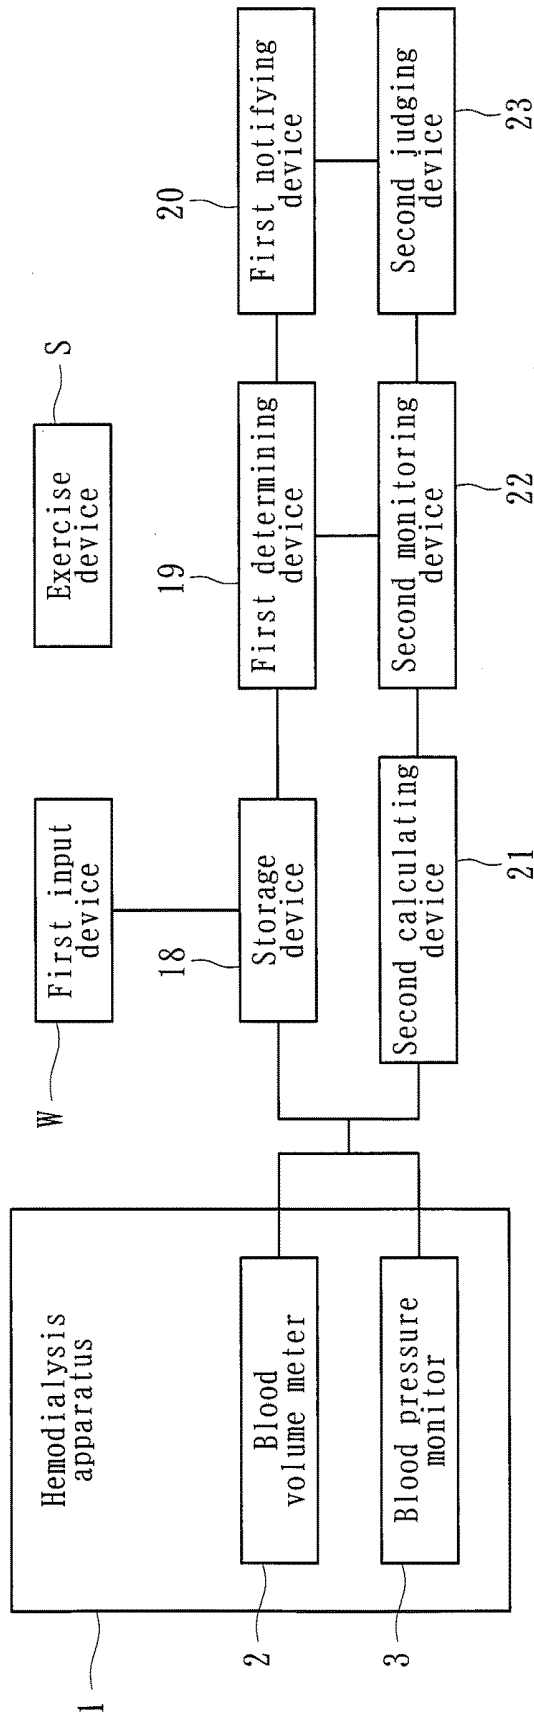 1
Hemodialysis
apparatus
2
Blood
volume meter
3
Blood pressure
monitor
W
First input
device
S
Exercise
device
18
Storage
device
19
First determining
device
20
First notifying
device
Second calculating
device
21
Second monitoring
device
22
Second judging
device
23